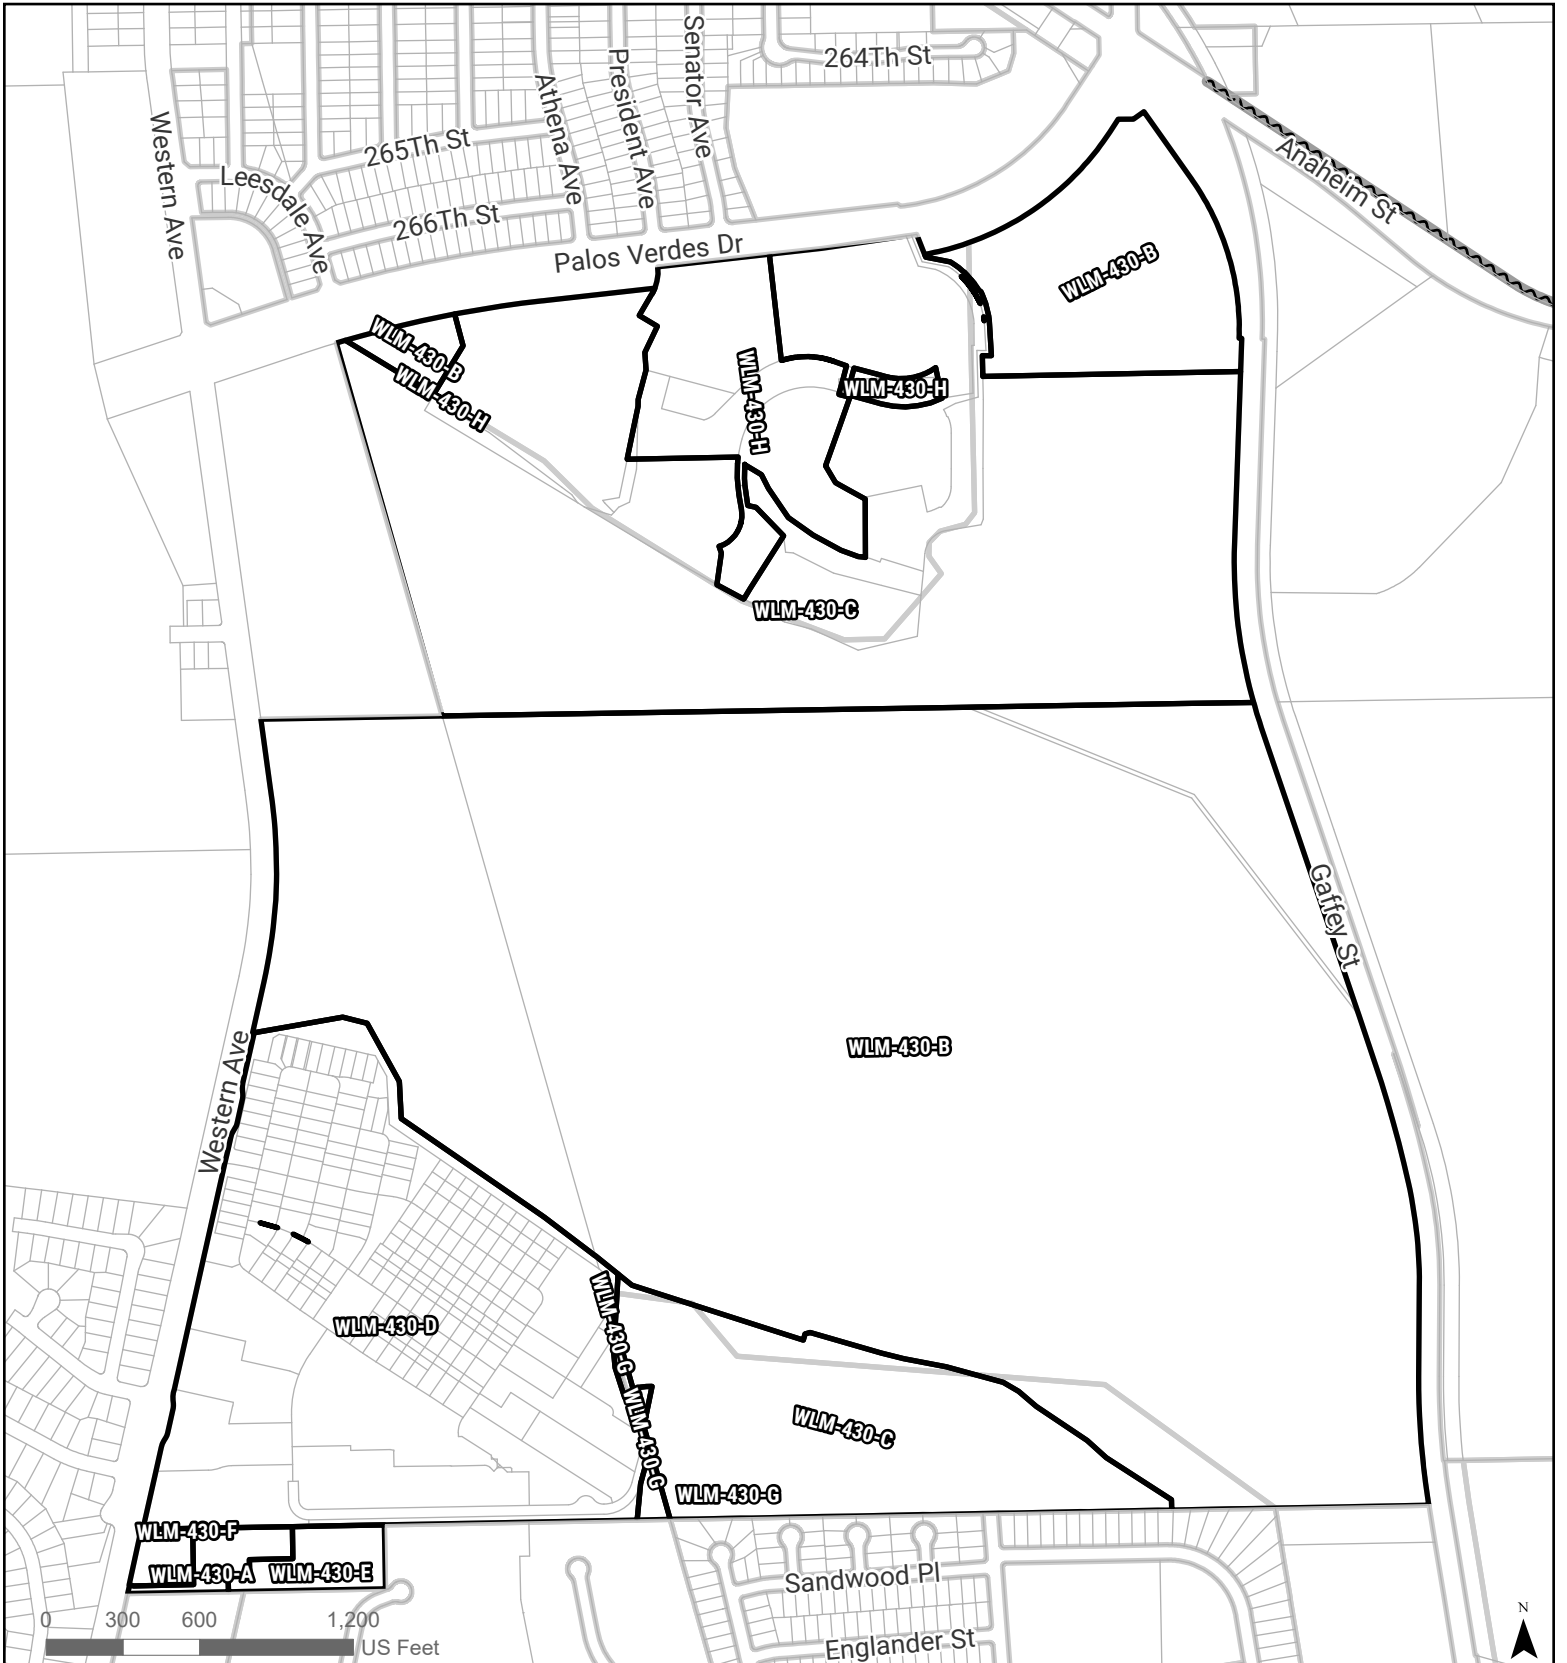 264Th St
Senator Ave
President Ave
Athena Ave
265Th St
Western Ave
Leesdale Ave
266Th St
Palos Verdes Dr
Anaheim St
WLM-430-B
WLM-430-B
WLM-430-H
WLM-430-H
WLM-430-H
WLM-430-C
Gaffey St
WLM-430-B
Western Ave
WLM-430-D
WLM-430-G
WLM-430-G
WLM-430-C
WLM-430-G
WLM-430-F
WLM-430-A
WLM-430-E
Sandwood Pl
Englander St
0 300 600 1,200
US Feet
N